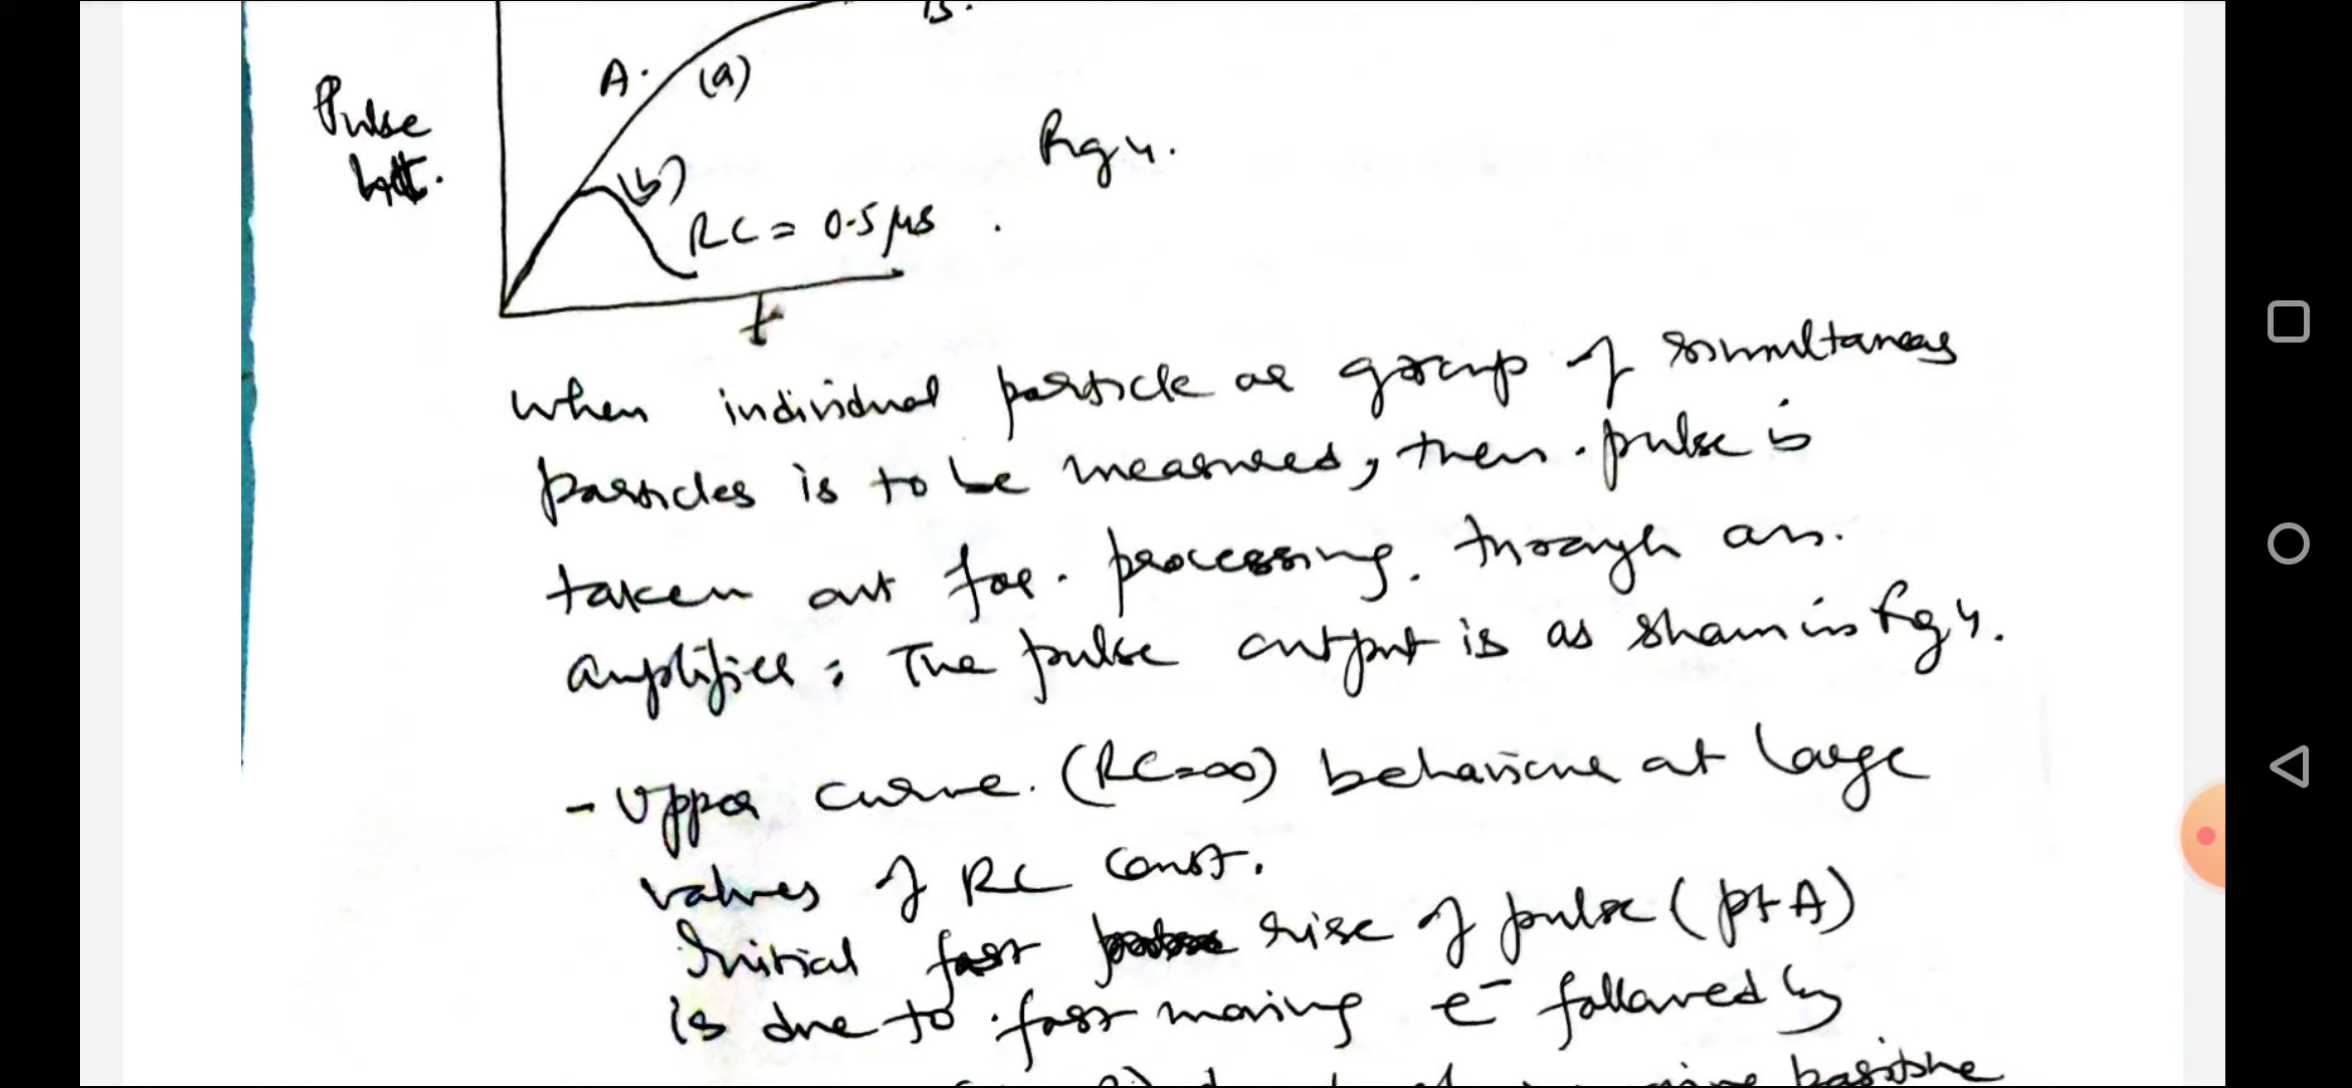 B.
A.
(a)
Pulse
ht.
Fig 4.
(b)
RC = 0.5 μs
t
When individual particle or group of simultaneous
particles is to be measured, then pulse is
taken out for processing through an
amplifier. The pulse output is as shown in fig 4.
- Upper curve (RC=∞) behaviour at large
values of RC const.
Initial fast rise of pulse (pt A)
is due to fast moving e⁻ followed by
positive